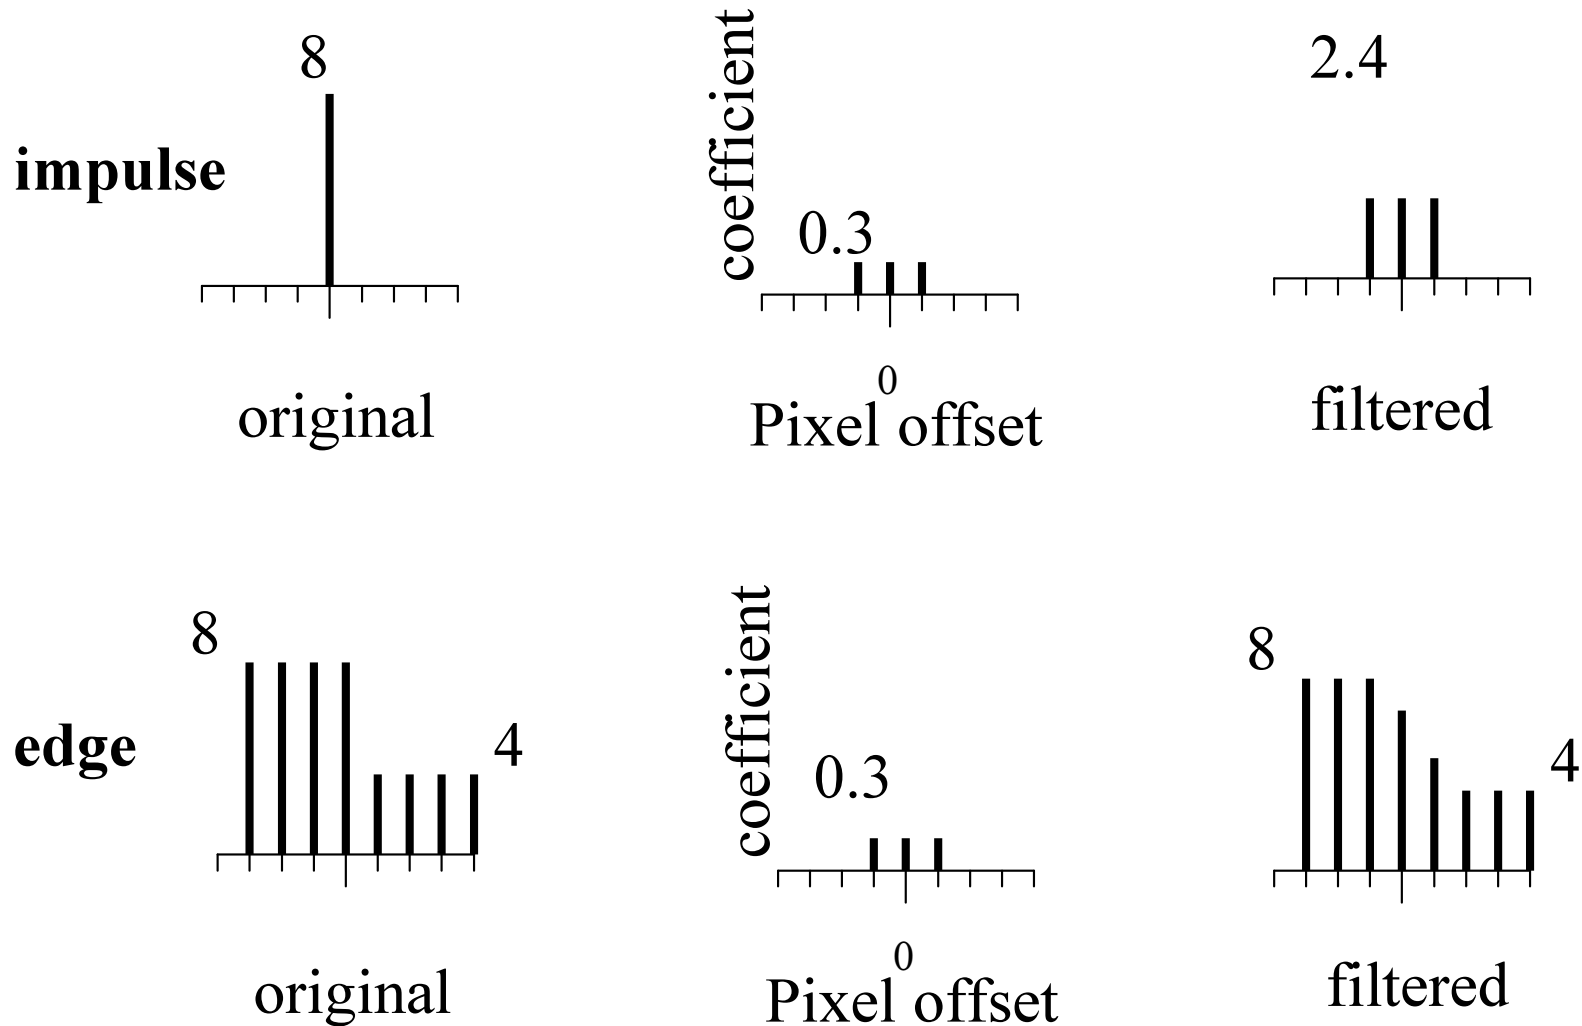 8
coefficient
2.4
impulse
0.3
0
original
Pixel offset
filtered
8
coefficient
8
edge
4
0.3
4
0
original
Pixel offset
filtered